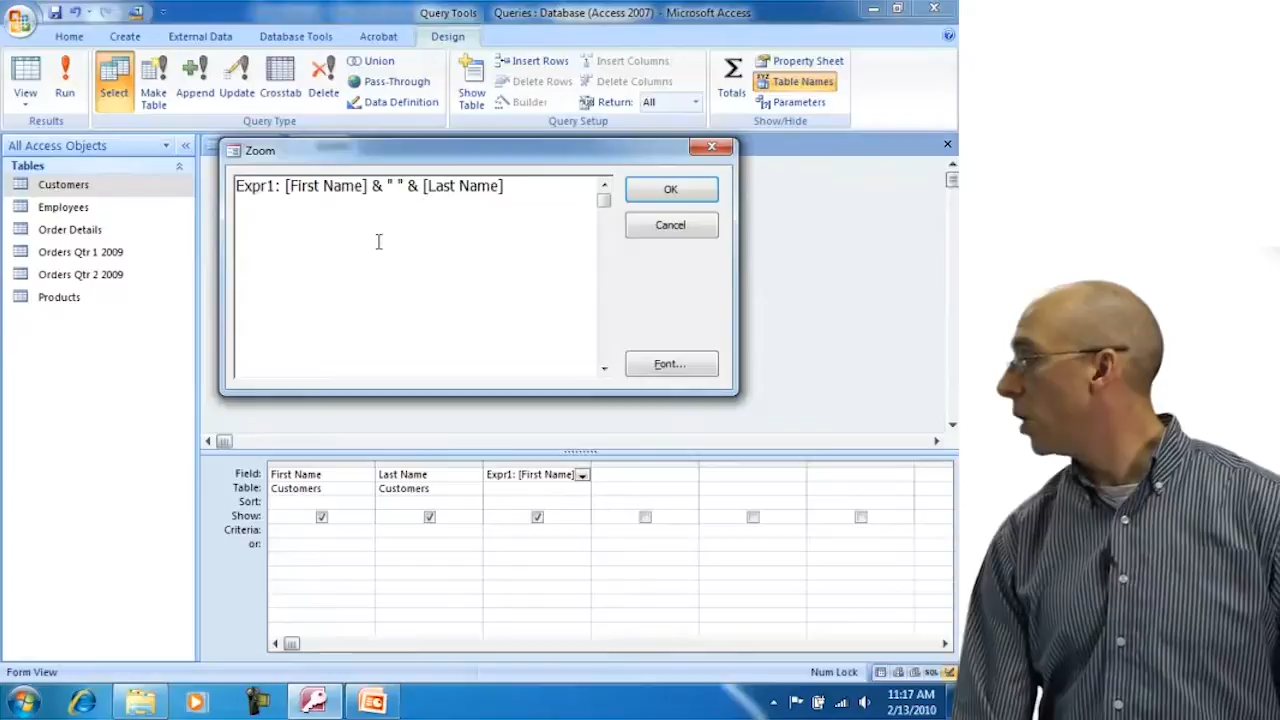 Query Tools
Queries : Database (Access 2007) - Microsoft Access
Home
Create
External Data
Database Tools
Acrobat
Design
View
Run
Select
Make Table
Append
Update
Crosstab
Delete
Union
Pass-Through
Data Definition
Show Table
Insert Rows
Delete Rows
Builder
Insert Columns
Delete Columns
Return: All
Totals
Property Sheet
Table Names
Parameters
Results
Query Type
Query Setup
Show/Hide
All Access Objects
Tables
Customers
Employees
Order Details
Orders Qtr 1 2009
Orders Qtr 2 2009
Products
Zoom
Expr1: [First Name] & " " & [Last Name]
OK
Cancel
Font...
Field: First Name Last Name Expr1: [First Name]
Table: Customers Customers
Sort:
Show:
Criteria:
or:
Form View
Num Lock
SQL
11:17 AM
2/13/2010